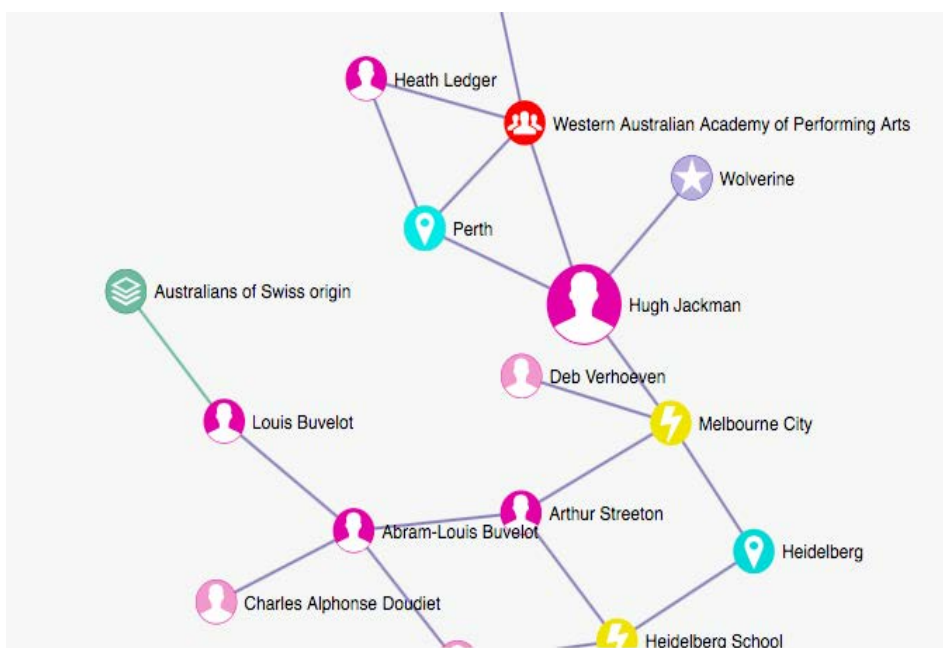 Heath Ledger
Western Australian Academy of Performing Arts
Wolverine
Perth
Australians of Swiss origin
Hugh Jackman
Deb Verhoeven
Louis Buvelot
Melbourne City
Arthur Streeton
Abram-Louis Buvelot
Heidelberg
Charles Alphonse Doudiet
Heidelberg School